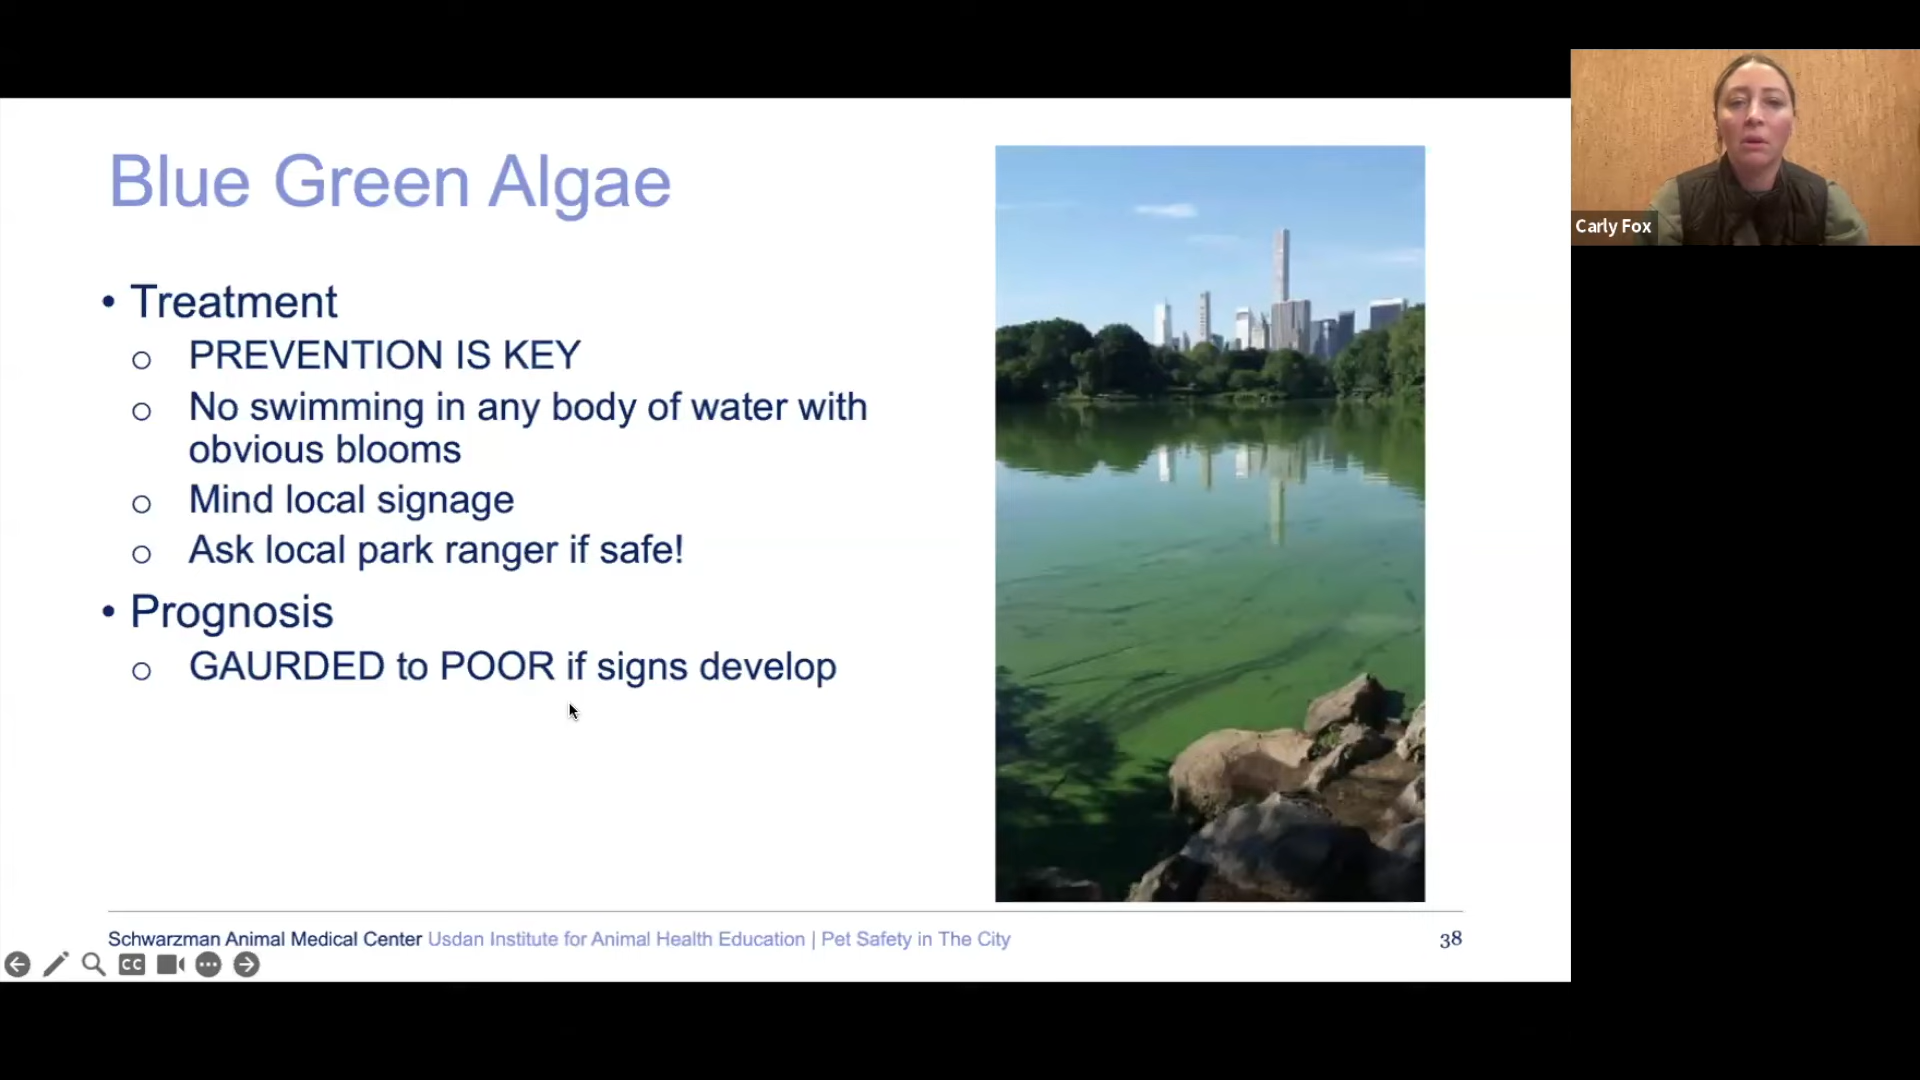 Blue Green Algae
• Treatment
o PREVENTION IS KEY
o No swimming in any body of water with
obvious blooms
o Mind local signage
o Ask local park ranger if safe!
• Prognosis
o GAURDED to POOR if signs develop
Schwarzman Animal Medical Center Usdan Institute for Animal Health Education | Pet Safety in The City
38
CC
Carly Fox